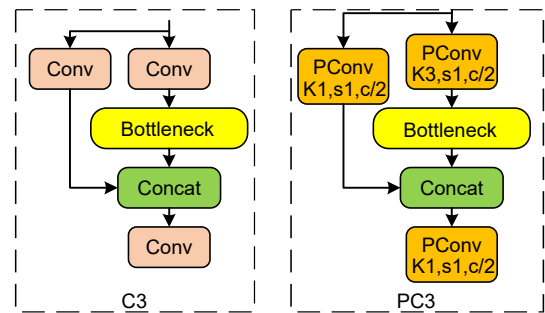 Conv
Conv
Bottleneck
Concat
Conv
C3
PConv
K1,s1,c/2
PConv
K3,s1,c/2
Bottleneck
Concat
PConv
K1,s1,c/2
PC3